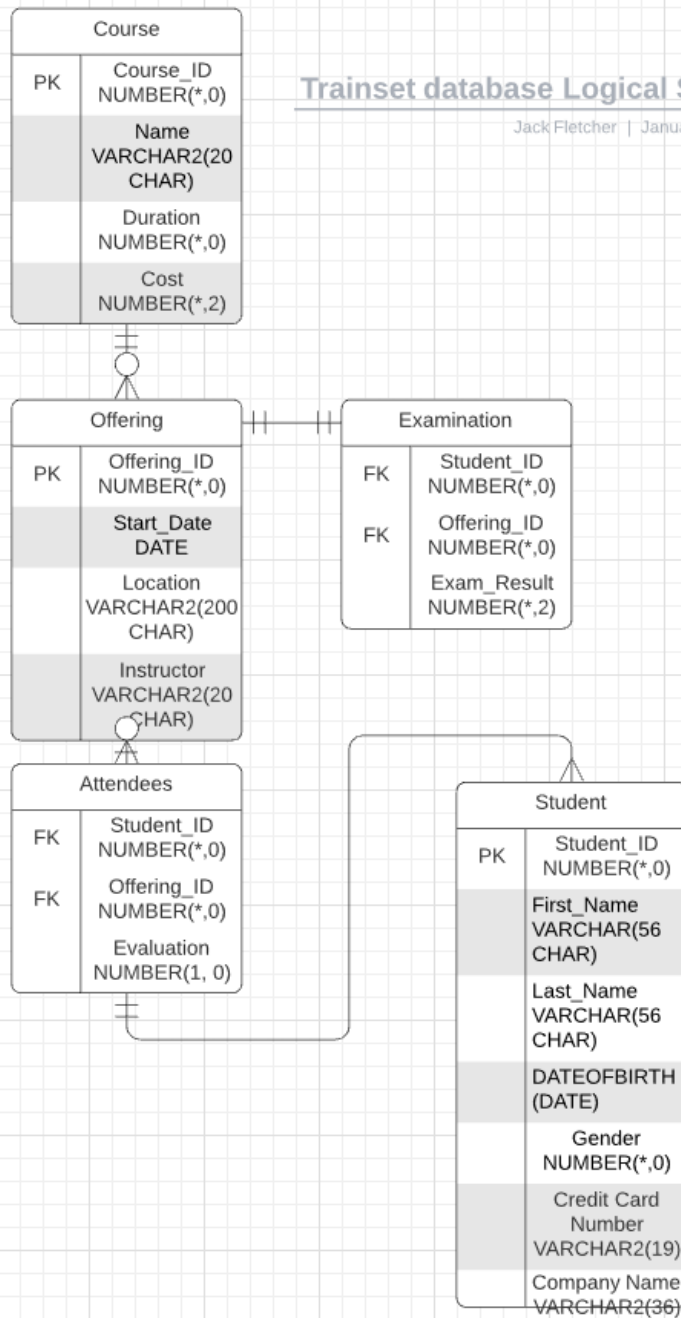 Course
PK
Course_ID
NUMBER(*,0)
Name
VARCHAR2(20
CHAR)
Duration
NUMBER(*,0)
Cost
NUMBER(*,2)
Trainset database Logical
Jack Fletcher | Janu
Offering
PK
Offering_ID
NUMBER(*,0)
Start_Date
DATE
Location
VARCHAR2(200
CHAR)
Instructor
VARCHAR2(20
CHAR)
Examination
FK
Student_ID
NUMBER(*,0)
FK
Offering_ID
NUMBER(*,0)
Exam_Result
NUMBER(*,2)
Attendees
FK
Student_ID
NUMBER(*,0)
FK
Offering_ID
NUMBER(*,0)
Evaluation
NUMBER(1, 0)
Student
PK
Student_ID
NUMBER(*,0)
First_Name
VARCHAR(56
CHAR)
Last_Name
VARCHAR(56
CHAR)
DATEOFBIRTH
(DATE)
Gender
NUMBER(*,0)
Credit Card
Number
VARCHAR2(19)
Company Name
VARCHAR2(36)